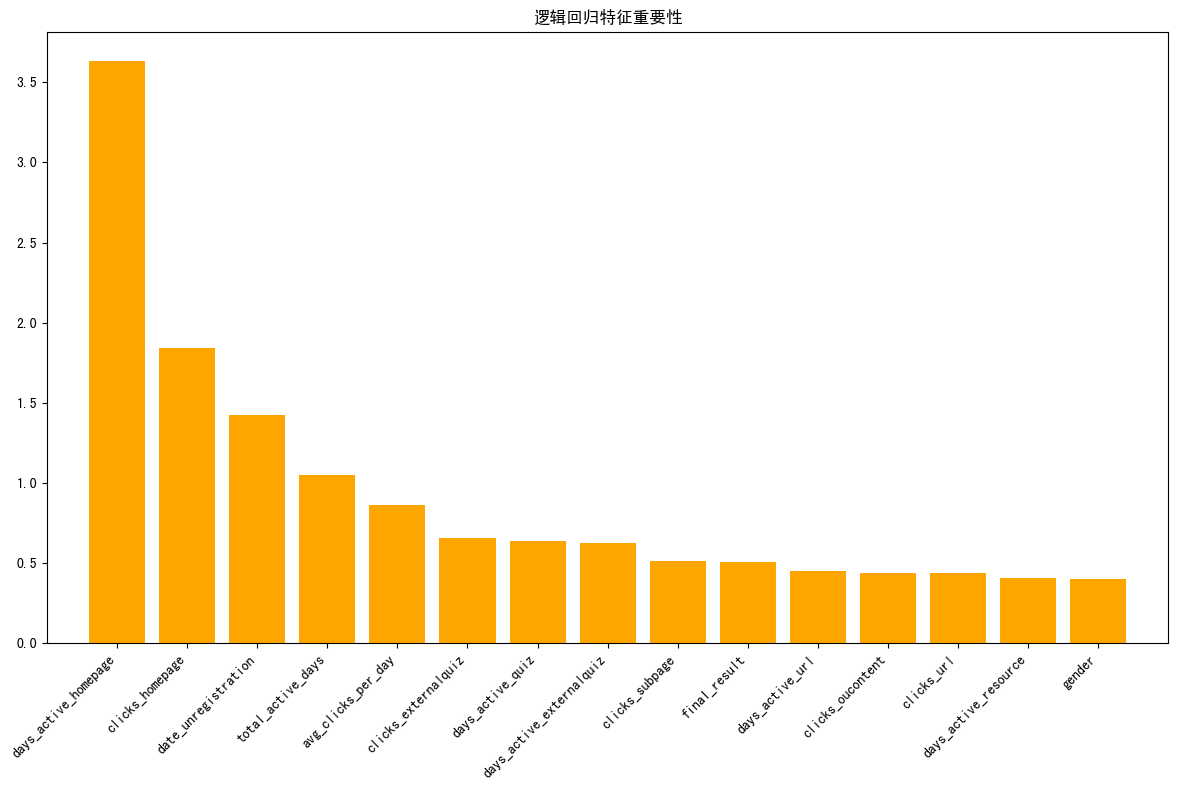 逻辑回归特征重要性
3.5
3.0
2.5
2.0
1.5
1.0
0.5
0.0
days_active_homepage
clicks_homepage
date_unregistration
total_active_days
avg_clicks_per_day
clicks_externalquiz
days_active_quiz
days_active_externalquiz
clicks_subpage
final_result
days_active_url
clicks_oucontent
clicks_url
days_active_resource
gender